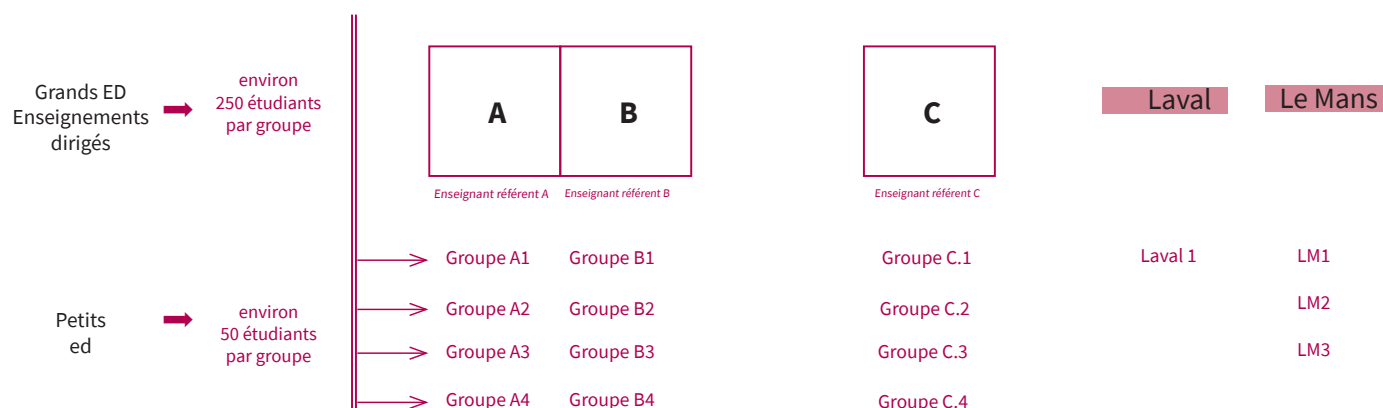 Grands ED
Enseignements
dirigés
environ
250 étudiants
par groupe
A
B
C
Laval
Le Mans
Enseignant référent A
Enseignant référent B
Enseignant référent C
Groupe A1
Groupe B1
Groupe C.1
Laval 1
LM1
Petits
ed
environ
50 étudiants
par groupe
Groupe A2
Groupe B2
Groupe C.2
LM2
Groupe A3
Groupe B3
Groupe C.3
LM3
Groupe A4
Groupe B4
Groupe C.4